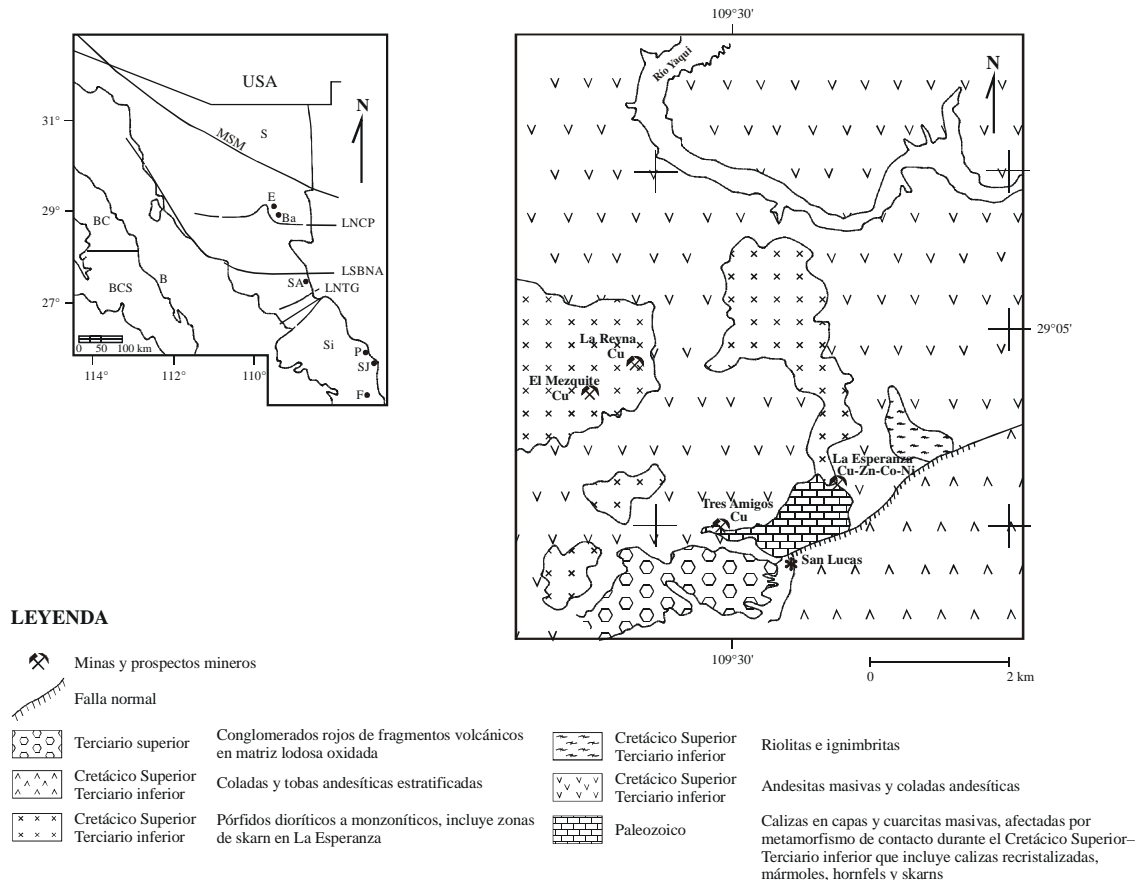 USA
N
31°
S
MSM
E
29°
Ba
BC
LNCP
LSBNA
B
SA
LNTG
BCS
27°
Si
P
SJ
F
0 50 100 km
114°
112°
110°
109°30'
Río Yaqui
N
29°05'
La Reyna
Cu
El Mezquite
Cu
La Esperanza
Cu-Zn-Co-Ni
Tres Amigos
Cu
San Lucas
109°30'
0 2 km
LEYENDA
Minas y prospectos mineros
Falla normal
Terciario superior
Conglomerados rojos de fragmentos volcánicos
en matriz lodosa oxidada
Cretácico Superior
Terciario inferior
Coladas y tobas andesíticas estratificadas
Cretácico Superior
Terciario inferior
Pórfidos dioríticos a monzoníticos, incluye zonas
de skarn en La Esperanza
Cretácico Superior
Terciario inferior
Riolitas e ignimbritas
Cretácico Superior
Terciario inferior
Andesitas masivas y coladas andesíticas
Paleozoico
Calizas en capas y cuarcitas masivas, afectadas por
metamorfismo de contacto durante el Cretácico Superior–
Terciario inferior que incluye calizas recristalizadas,
mármoles, hornfels y skarns